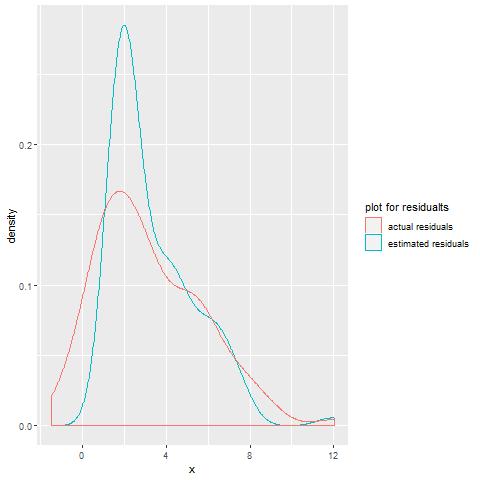 density
0.2
0.1
0.0
0
4
8
12
x
plot for residualts
actual residuals
estimated residuals